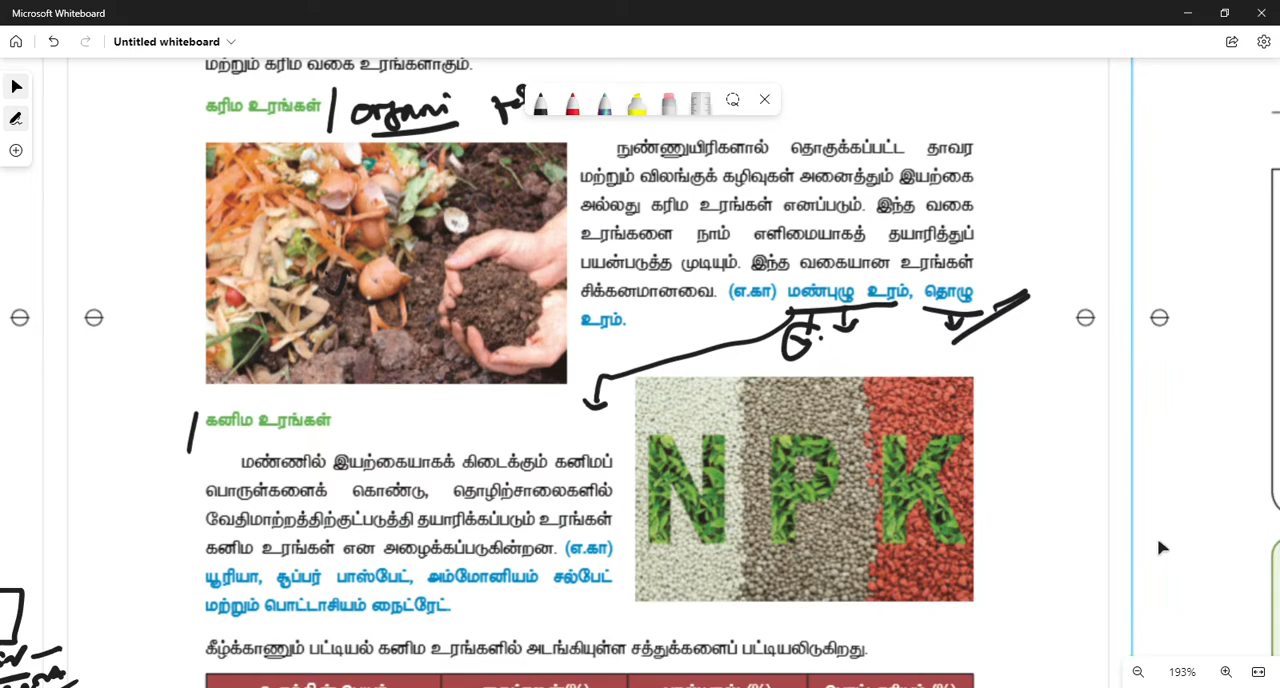 Microsoft Whiteboard
Untitled whiteboard
மற்றும் கரிம வகை உரங்களாகும்.
கரிம உரங்கள்
organi
நுண்ணுயிரிகளால் தொகுக்கப்பட்ட தாவர
மற்றும் விலங்குக் கழிவுகள் அனைத்தும் இயற்கை
அல்லது கரிம உரங்கள் எனப்படும். இந்த வகை
உரங்களை நாம் எளிமையாகத் தயாரித்துப்
பயன்படுத்த முடியும். இந்த வகையான உரங்கள்
சிக்கனமானவை. (எ.கா) மண்புழு உரம், தொழு
உரம்.
கனிம உரங்கள்
மண்ணில் இயற்கையாகக் கிடைக்கும் கனிமப்
பொருள்களைக் கொண்டு, தொழிற்சாலைகளில்
வேதிமாற்றத்திற்குட்படுத்தி தயாரிக்கப்படும் உரங்கள்
கனிம உரங்கள் என அழைக்கப்படுகின்றன. (எ.கா)
யூரியா, சூப்பர் பாஸ்பேட், அம்மோனியம் சல்பேட்
மற்றும் பொட்டாசியம் நைட்ரேட்.
N P K
கீழ்க்காணும் பட்டியல் கனிம உரங்களில் அடங்கியுள்ள சத்துக்களைப் பட்டியலிடுகிறது.
193%